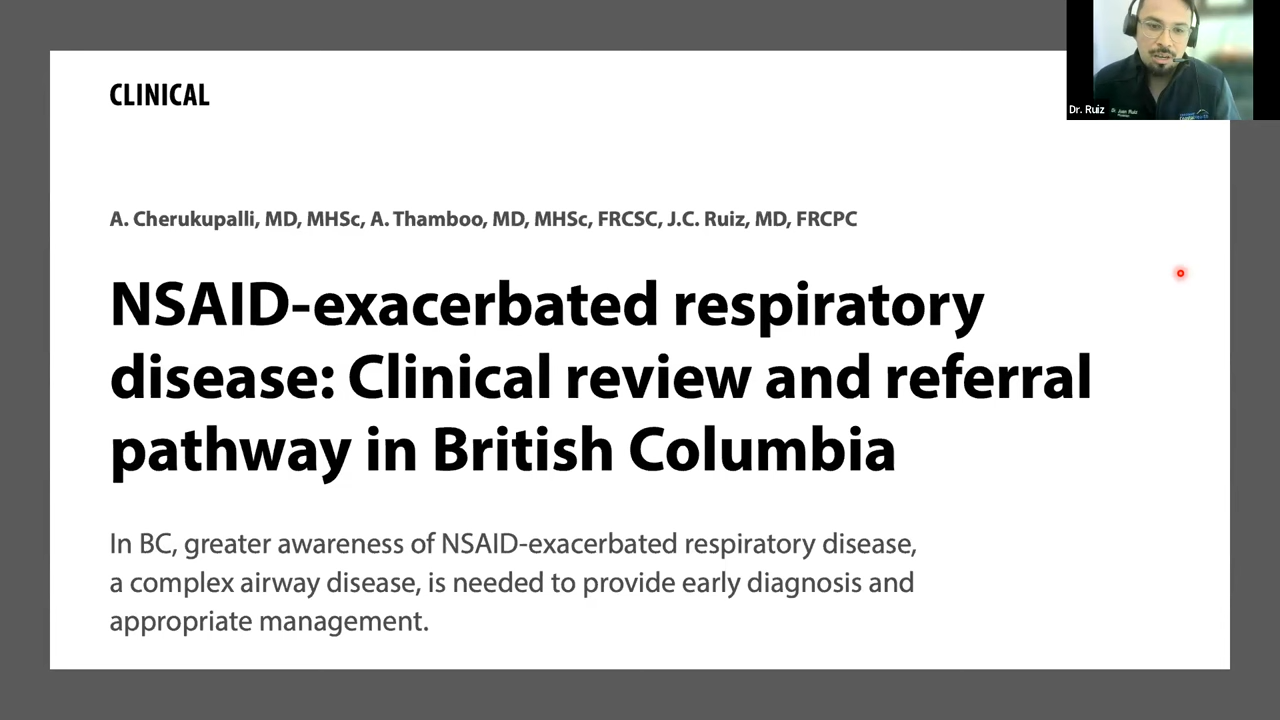 CLINICAL
Dr. Ruiz
A. Cherukupalli, MD, MHSc, A. Thamboo, MD, MHSc, FRCSC, J.C. Ruiz, MD, FRCPC
NSAID-exacerbated respiratory
disease: Clinical review and referral
pathway in British Columbia
In BC, greater awareness of NSAID-exacerbated respiratory disease,
a complex airway disease, is needed to provide early diagnosis and
appropriate management.